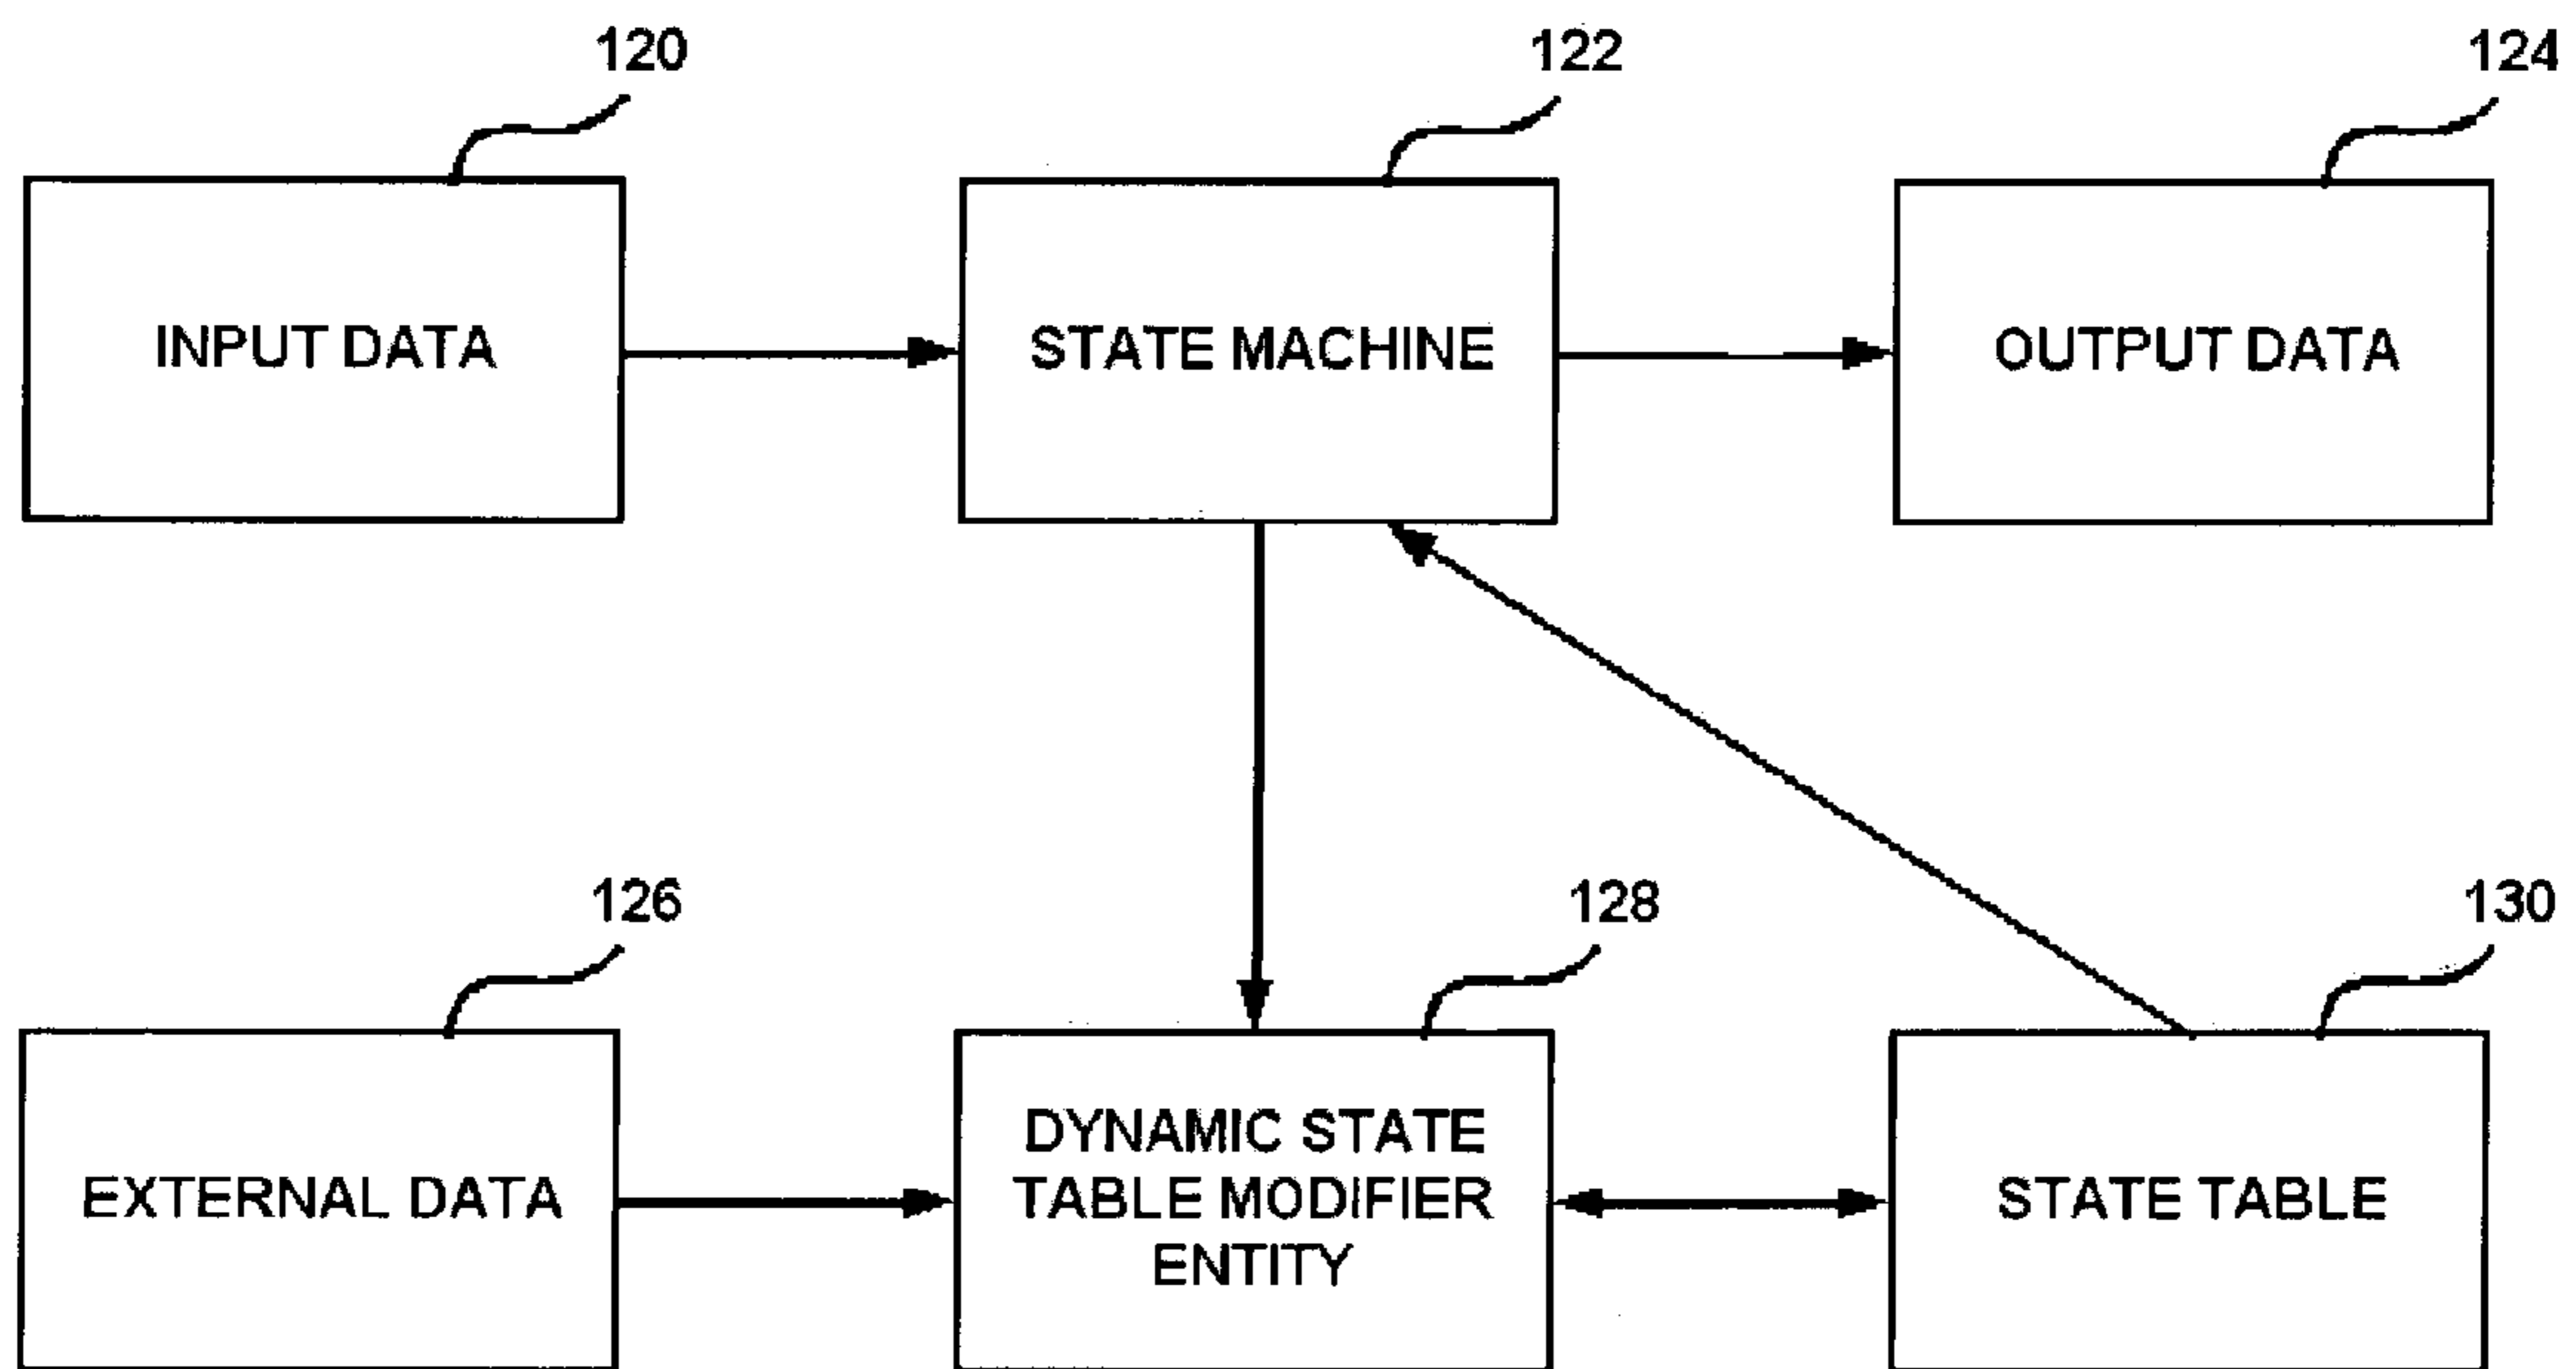 120
122
124
INPUT DATA
STATE MACHINE
OUTPUT DATA
126
128
130
EXTERNAL DATA
DYNAMIC STATE
TABLE MODIFIER
ENTITY
STATE TABLE